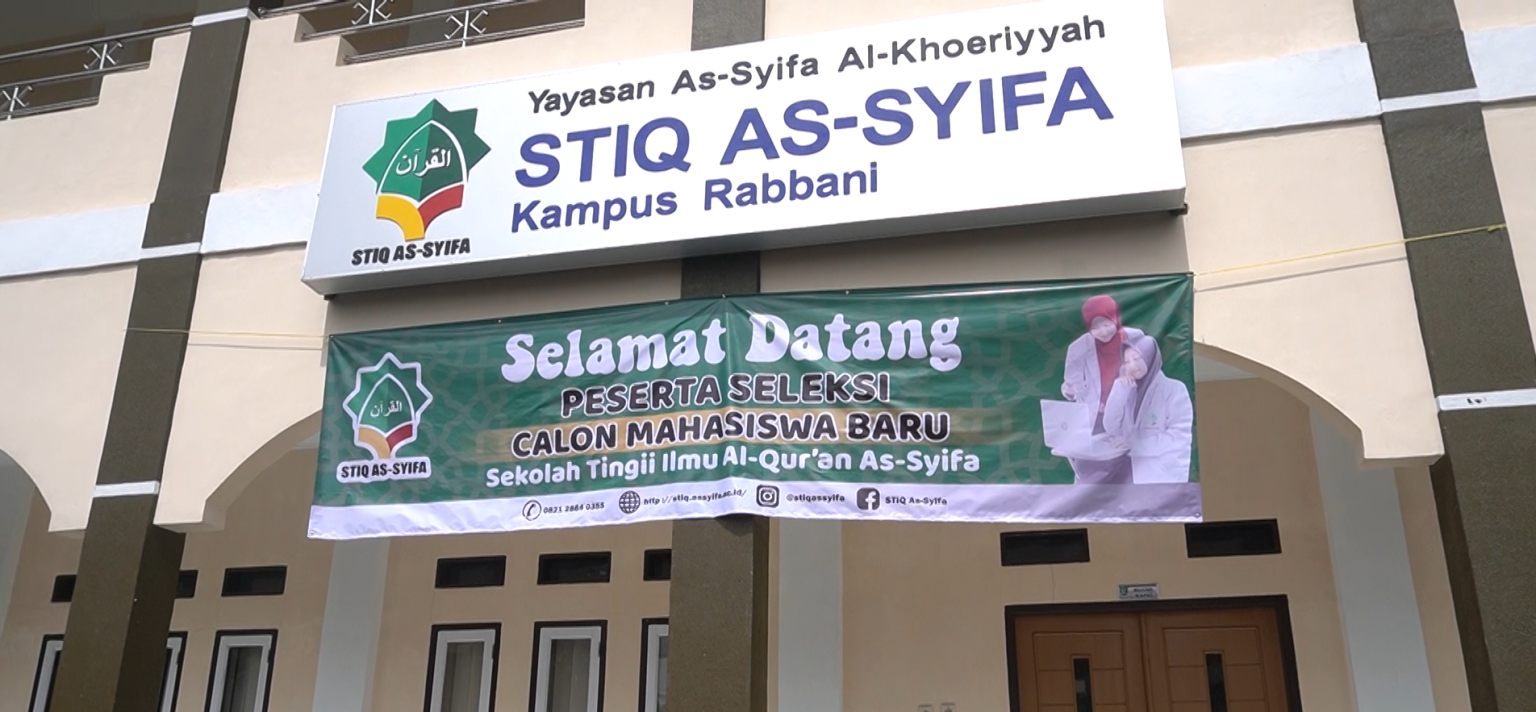 Yayasan As-Syifa Al-Khoeriyyah
STIQ AS-SYIFA
Kampus Rabbani
القرآن
STIQ AS-SYIFA
Selamat Datang
PESERTA SELEKSI
CALON MAHASISWA BARU
Sekolah Tingii Ilmu Al-Qur'an As-Syifa
القرآن
STIQ AS-SYIFA
0821 2884 0355 http://stiq.assyifa.ac.id/ @stiqassyifa STIQ As-Syifa